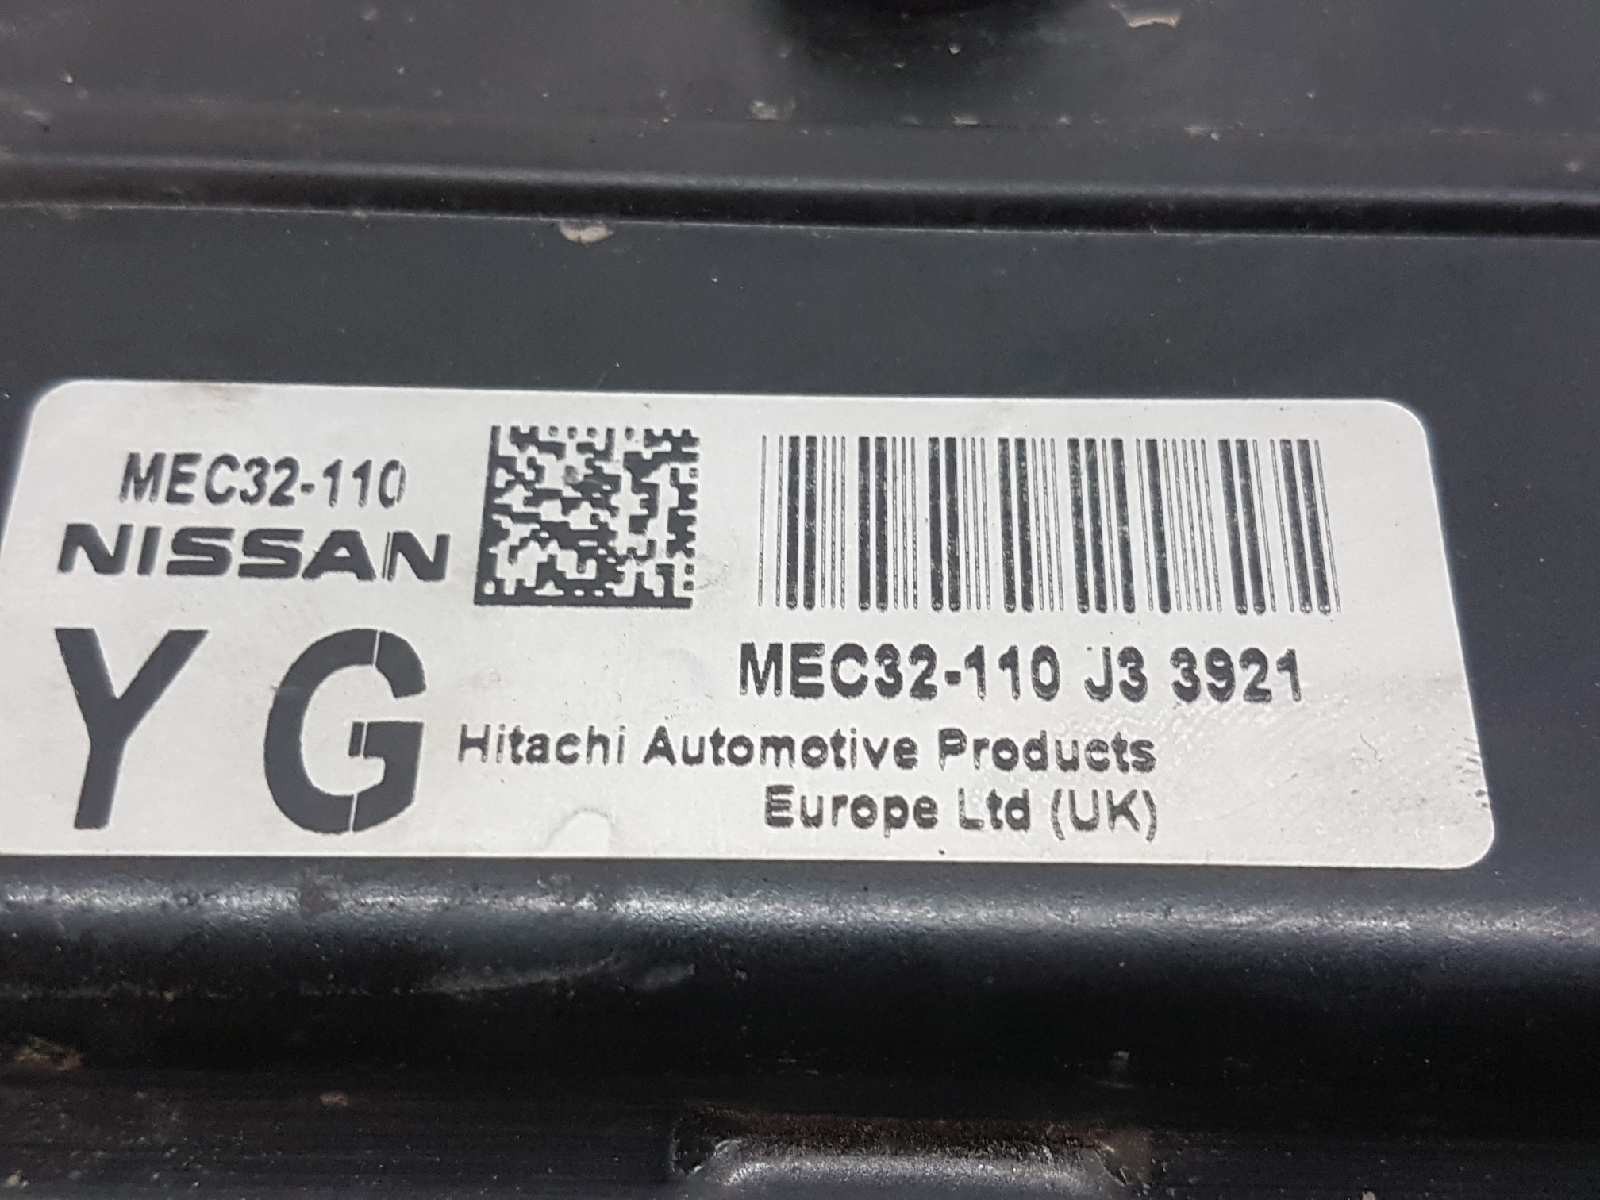 MEC32-110
NISSAN
Y G
MEC32-110 J3 3921
Hitachi Automotive Products
Europe Ltd (UK)